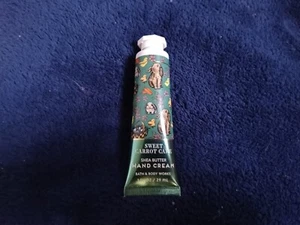 SWEET
CARROT CAKE
SHEA BUTTER
HAND CREAM
BATH & BODY WORKS